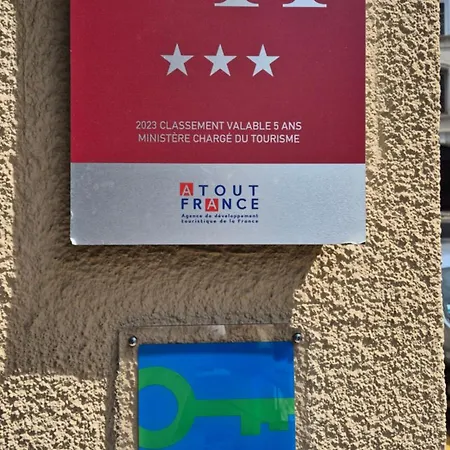 2023 CLASSEMENT VALABLE 5 ANS
MINISTÈRE CHARGÉ DU TOURISME
ATOUT
FRANCE
Agence de développement
touristique de la France